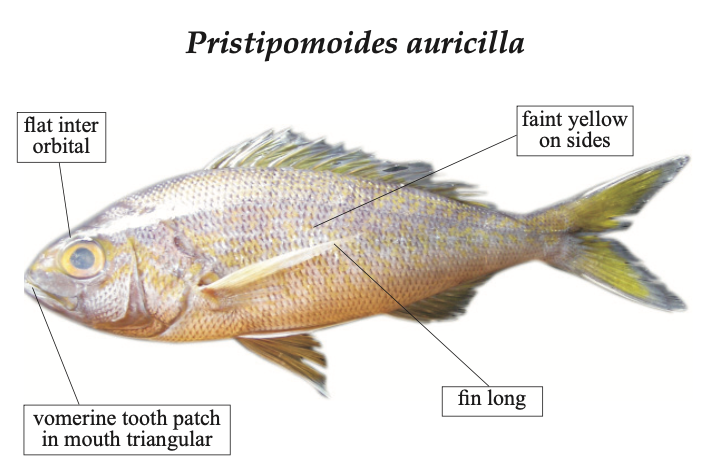 Pristipomoides auricilla
flat inter
orbital
faint yellow
on sides
fin long
vomerine tooth patch
in mouth triangular